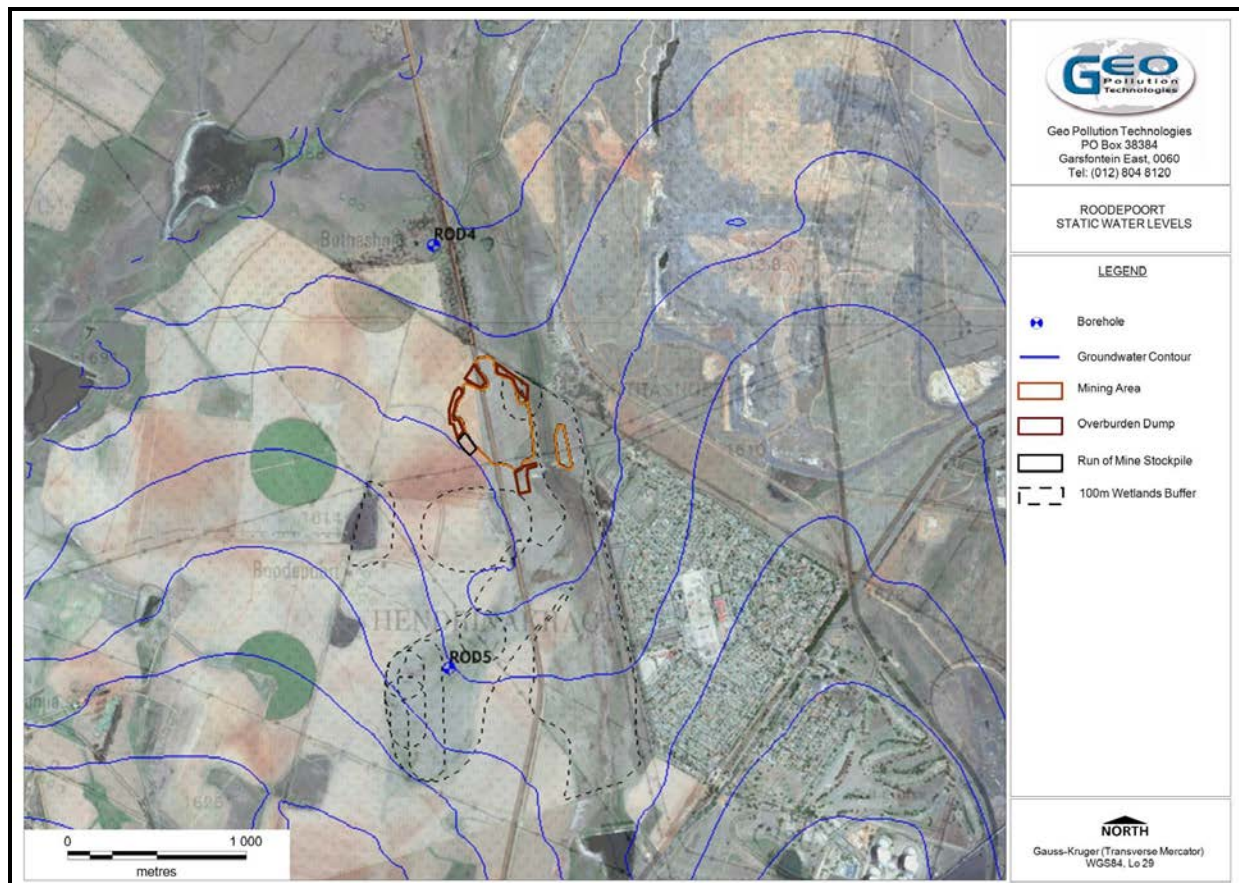 GEO
Pollution
Technologies
Geo Pollution Technologies
PO Box 38384
Garsfontein East, 0060
Tel: (012) 804 8120
ROODEPOORT
STATIC WATER LEVELS
LEGEND
Borehole
Groundwater Contour
Mining Area
Overburden Dump
Run of Mine Stockpile
100m Wetlands Buffer
NORTH
Gauss-Kruger (Transverse Mercator)
WGS84, Lo 29
ROD4
Roodepoort
ROD5
0 1 000
metres